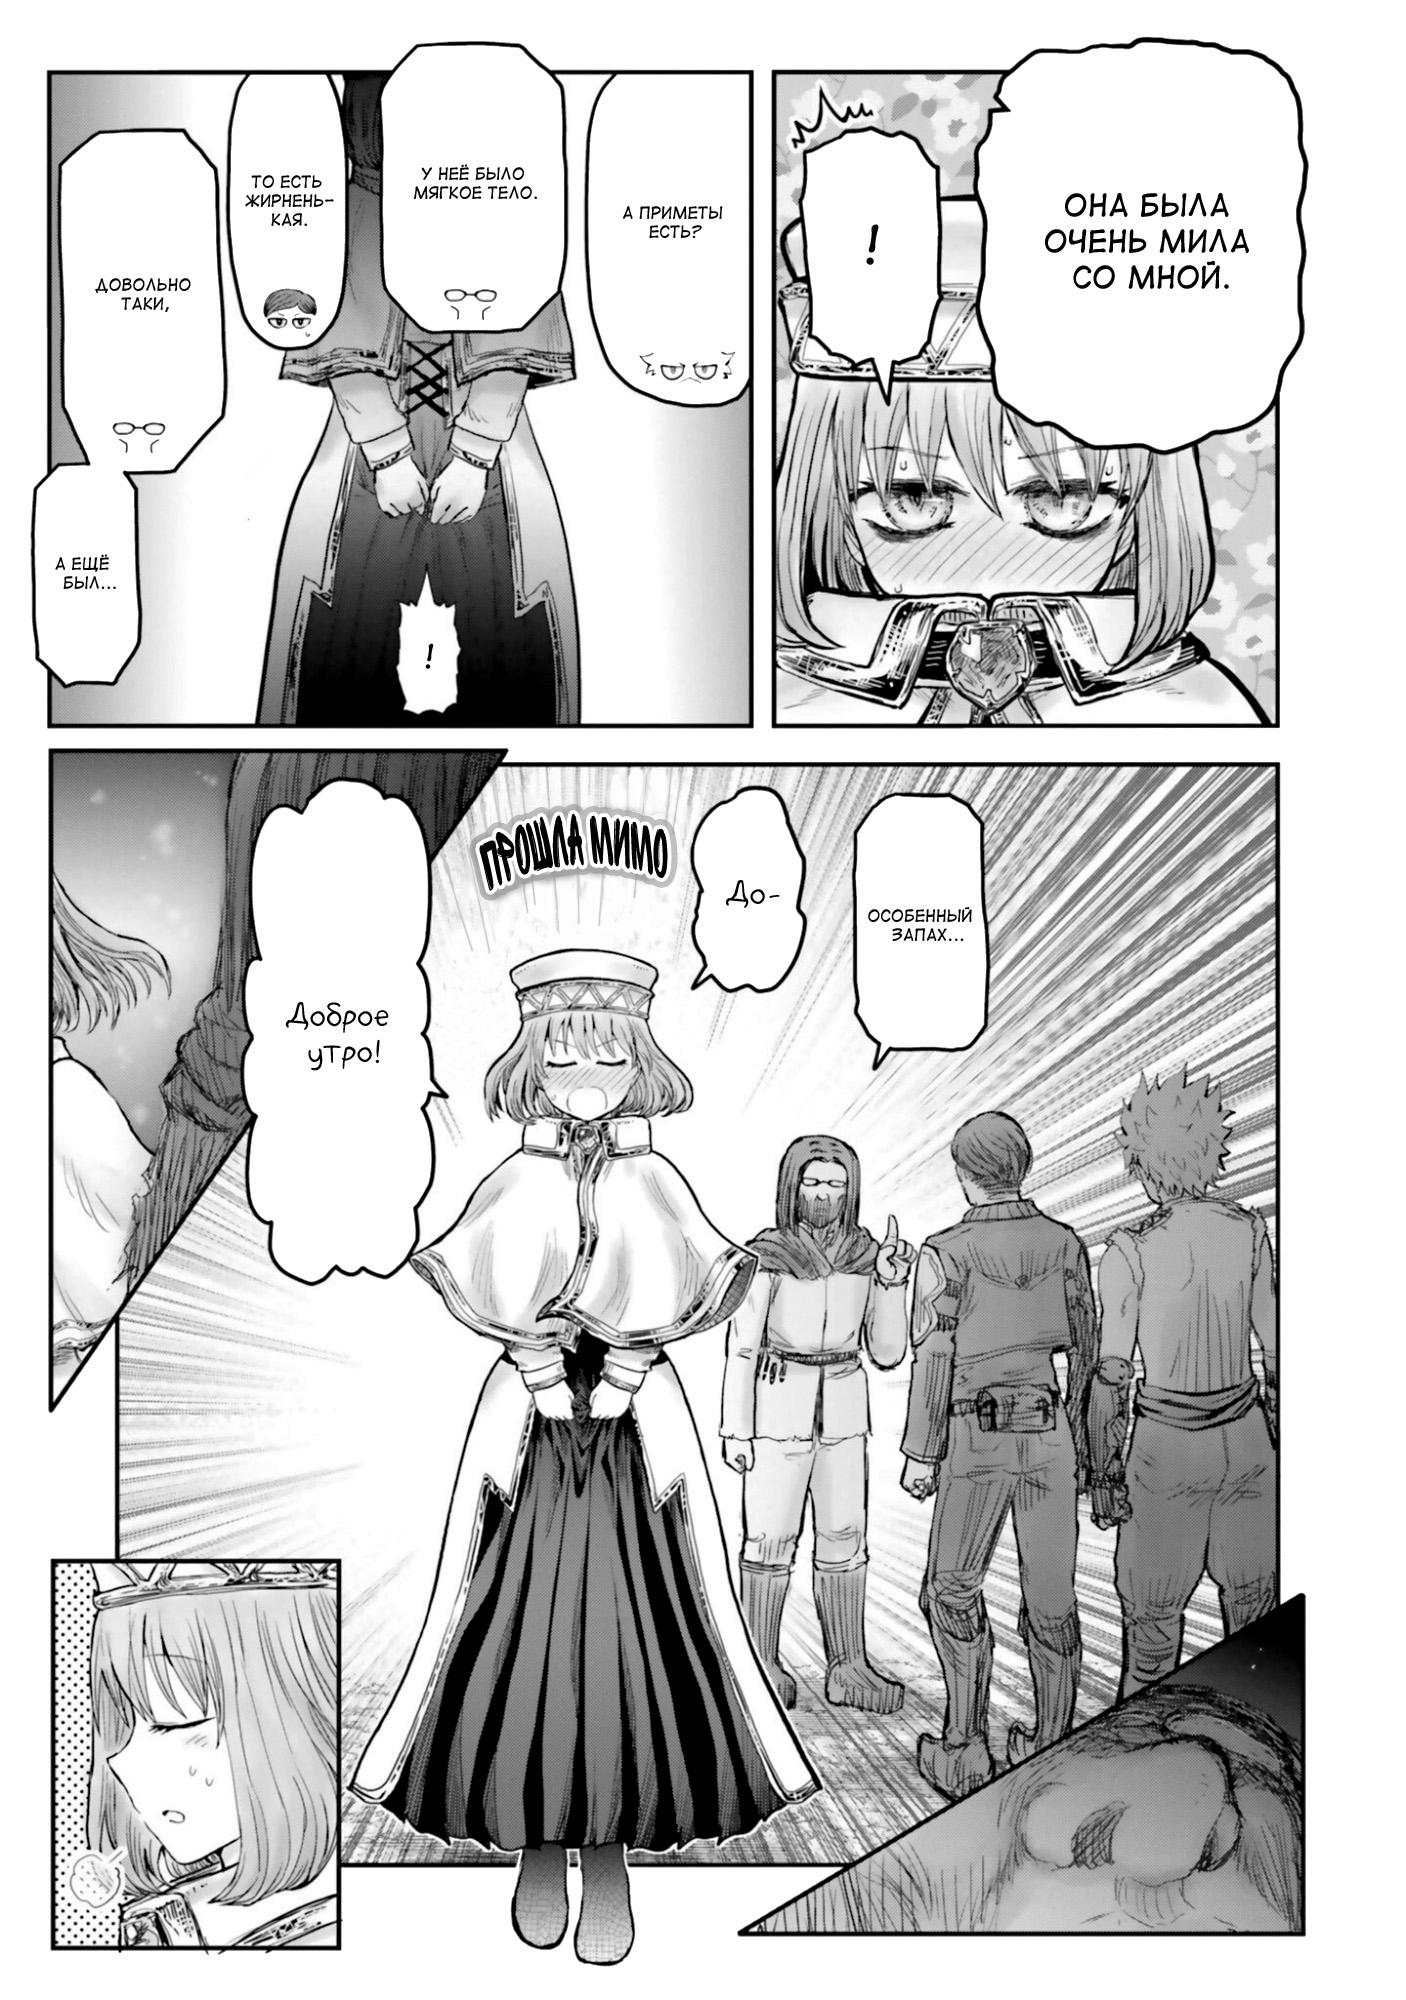 ОНА БЫЛА
ОЧЕНЬ МИЛА
СО МНОЙ.
!
А ПРИМЕТЫ
ЕСТЬ?
У НЕЁ БЫЛО
МЯГКОЕ ТЕЛО.
ТО ЕСТЬ
ЖИРНЕНЬ-
КАЯ.
ДОВОЛЬНО
ТАКИ,
А ЕЩЁ
БЫЛ...
!
ОСОБЕННЫЙ
ЗАПАХ...
До-
ПРОШЛА МИМО
Доброе
утро!